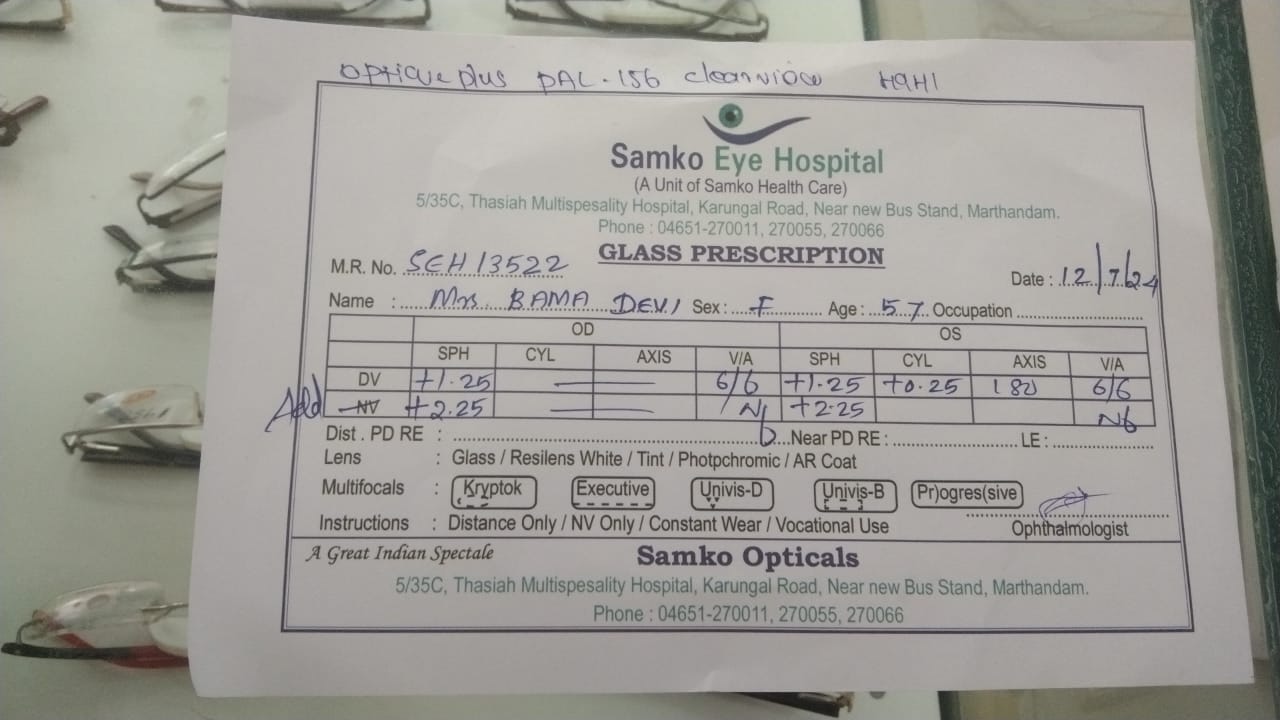 optique plus PAL-156 clearview H9H1
Samko Eye Hospital
(A Unit of Samko Health Care)
5/35C, Thasiah Multispesality Hospital, Karungal Road, Near new Bus Stand, Marthandam.
Phone : 04651-270011, 270055, 270066
GLASS PRESCRIPTION
M.R. No. SEH 13522 Date : 12/7/24
Name : Mrs. BAMA DEVI Sex : F Age : 57 Occupation
OD OS
SPH CYL AXIS V/A SPH CYL AXIS V/A
DV +1.25 — 6/6 +1.25 +0.25 180 6/6
Add NV +2.25 — N6 +2.25 N6
Dist . PD RE : Near PD RE : LE :
Lens : Glass / Resilens White / Tint / Photpchromic / AR Coat
Multifocals : Kryptok Executive Univis-D Univis-B Pr)ogres(sive
Instructions : Distance Only / NV Only / Constant Wear / Vocational Use Ophthalmologist
A Great Indian Spectale Samko Opticals
5/35C, Thasiah Multispesality Hospital, Karungal Road, Near new Bus Stand, Marthandam.
Phone : 04651-270011, 270055, 270066